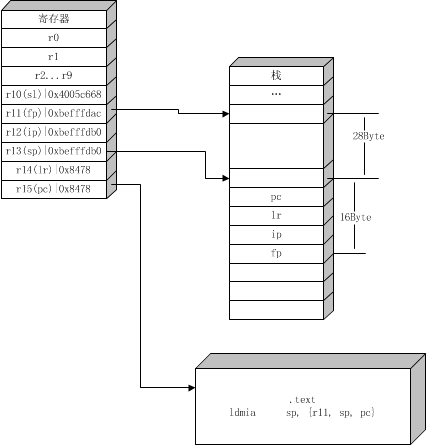 寄存器
r0
r1
r2...r9
r10(sl)|0x4005c668
r11(fp)|0xbefffdac
r12(ip)|0xbefffdb0
r13(sp)|0xbefffdb0
r14(lr)|0x8478
r15(pc)|0x8478
栈
...
28Byte
pc
lr
16Byte
ip
fp
.text
ldmia sp, {r11, sp, pc}